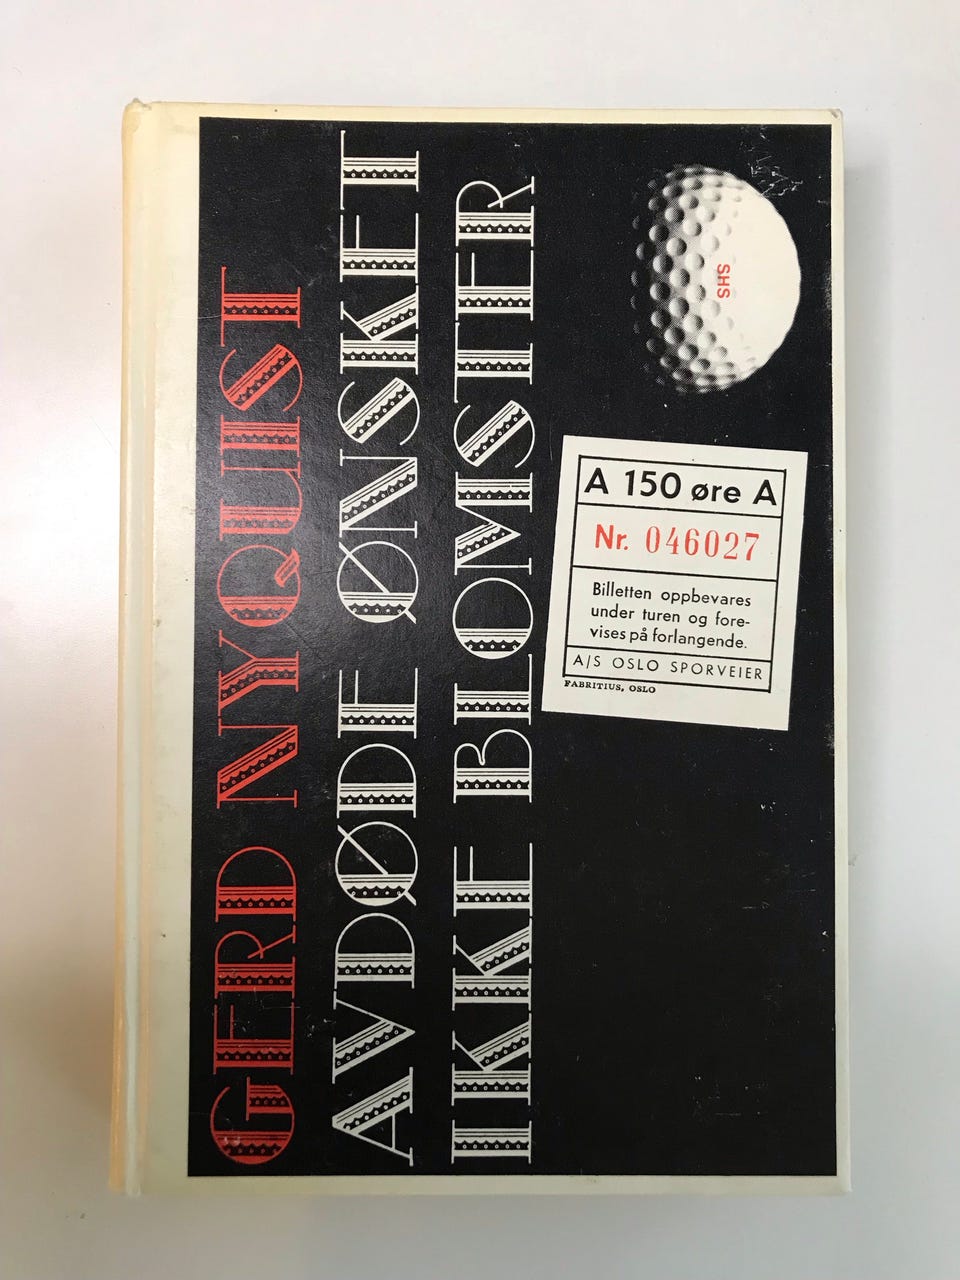 GERD NYQUIST
AVDØDE ØNSKET
IKKE BLOMSTER
SHS
A 150 øre A
Nr. 046027
Billetten oppbevares
under turen og fore-
vises på forlangende.
A/S OSLO SPORVEIER
FABRITIUS, OSLO